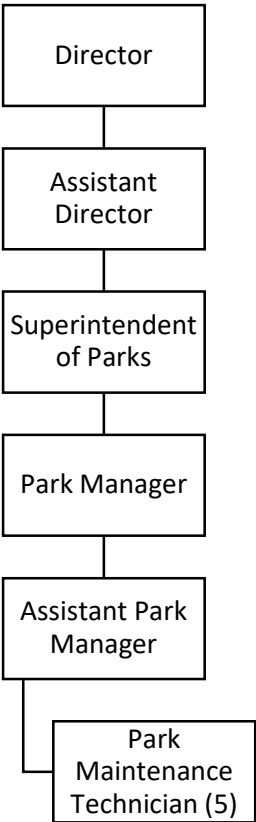 Director
Assistant
Director
Superintendent
of Parks
Park Manager
Assistant Park
Manager
Park
Maintenance
Technician (5)